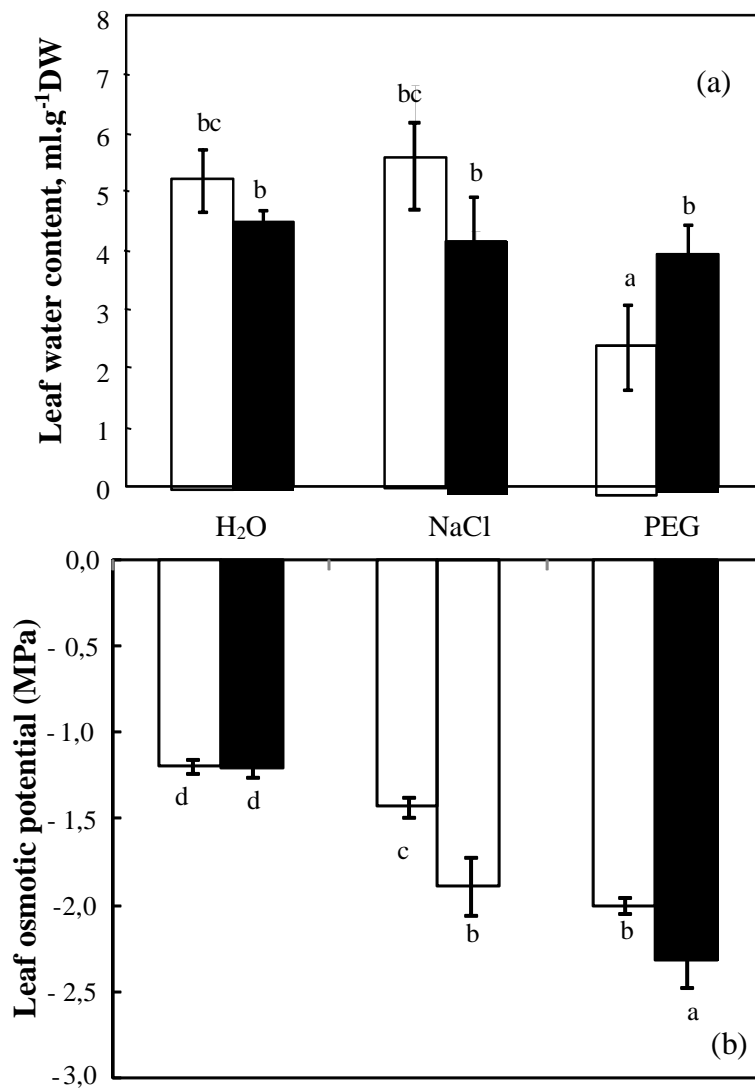 8
7
6
5
4
3
2
1
0
Leaf water content, ml.g⁻¹DW
(a)
bc
b
bc
b
a
b
H₂O NaCl PEG
0,0
- 0,5
- 1,0
- 1,5
- 2,0
- 2,5
-3,0
Leaf osmotic potential (MPa)
d
d
c
b
b
a
(b)